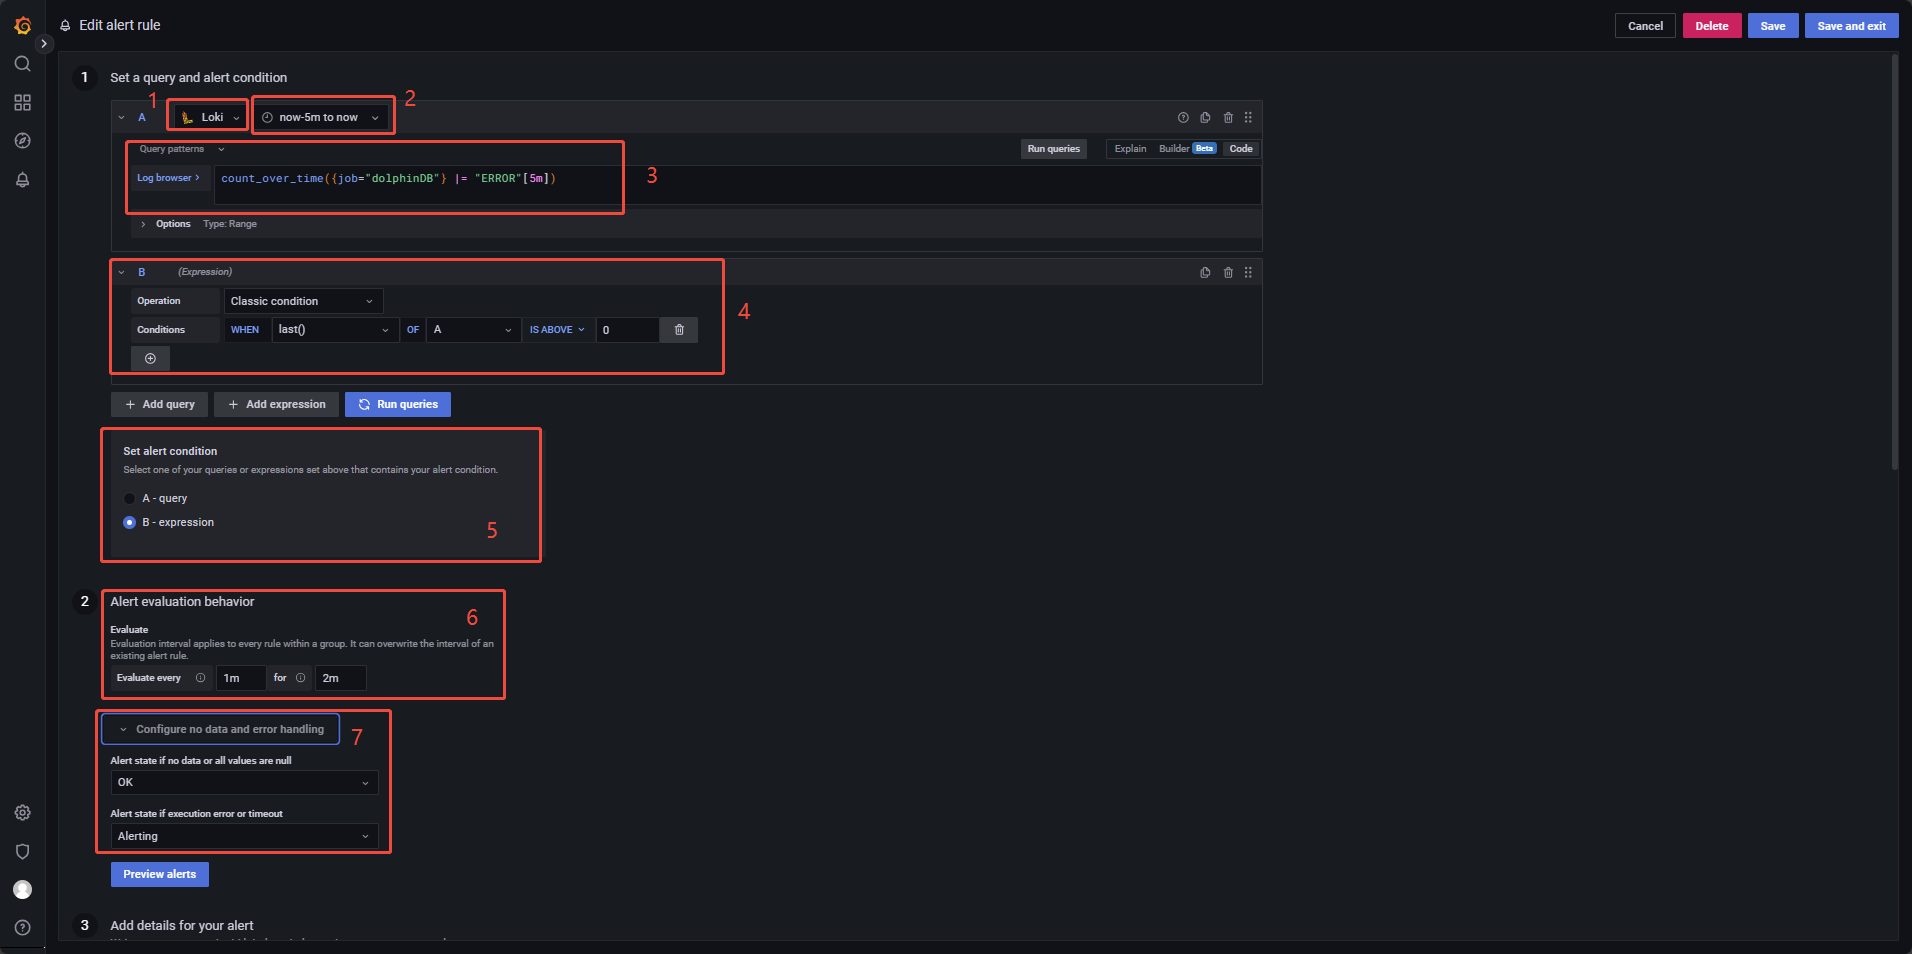 Edit alert rule
Cancel
Delete
Save
Save and exit
1 Set a query and alert condition
1
2
A
Loki
now-5m to now
Query patterns
Run queries
Explain
Builder
Beta
Code
Log browser >
count_over_time({job="dolphinDB"} |= "ERROR"[5m])
3
Options
Type: Range
B
(Expression)
Operation
Classic condition
4
Conditions
WHEN
last()
OF
A
IS ABOVE
0
+ Add query
+ Add expression
Run queries
Set alert condition
Select one of your queries or expressions set above that contains your alert condition.
A - query
B - expression
5
2 Alert evaluation behavior
6
Evaluate
Evaluation interval applies to every rule within a group. It can overwrite the interval of an
existing alert rule.
Evaluate every
1m
for
2m
Configure no data and error handling
7
Alert state if no data or all values are null
OK
Alert state if execution error or timeout
Alerting
Preview alerts
3 Add details for your alert